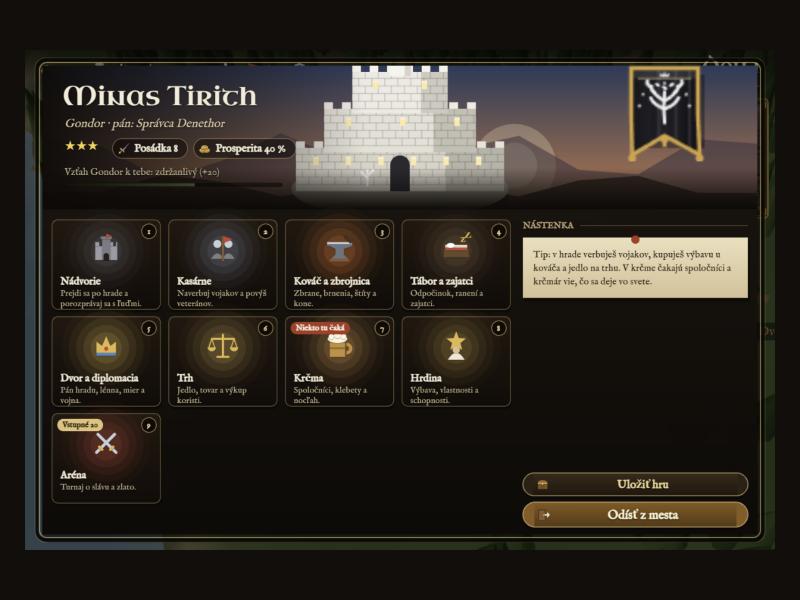 Minas Tirith
Gondor · pán: Správca Denethor
Posádka 8
Prosperita 40 %
Vzťah Gondor k tebe: zdržanlivý (+20)
1
Nádvorie
Prejdi sa po hrade a
porozprávaj sa s ľuďmi.
2
Kasárne
Naverbuj vojakov a povýš
veteránov.
3
Kováč a zbrojnica
Zbrane, brnenia, štíty a
kone.
4
Tábor a zajatci
Odpočinok, ranení a
zajatci.
5
Dvor a diplomacia
Pán hradu, lénna, mier a
vojna.
6
Trh
Jedlo, tovar a výkup
koristi.
Niekto tu čaká
7
Krčma
Spoločníci, klebety a
nocľah.
8
Hrdina
Výbava, vlastnosti a
schopnosti.
Vstupné 20
9
Aréna
Turnaj o slávu a zlato.
NÁSTENKA
Tip: v hrade verbuješ vojakov, kupuješ výbavu u
kováča a jedlo na trhu. V krčme čakajú spoločníci a
krčmár vie, čo sa deje vo svete.
Uložiť hru
Odísť z mesta